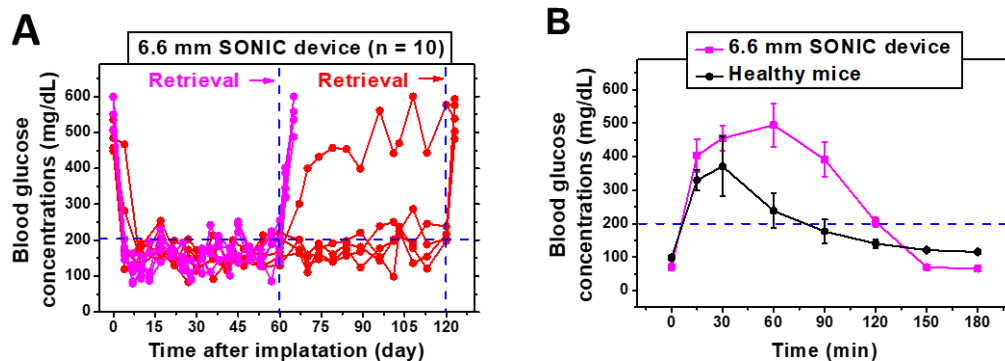 A
6.6 mm SONIC device (n = 10)
Retrieval
Retrieval
Blood glucose
concentrations (mg/dL)
600
500
400
300
200
100
0
0 15 30 45 60 75 90 105 120
Time after implatation (day)
B
6.6 mm SONIC device
Healthy mice
Blood glucose
concentrations (mg/dL)
600
500
400
300
200
100
0
0 30 60 90 120 150 180
Time (min)